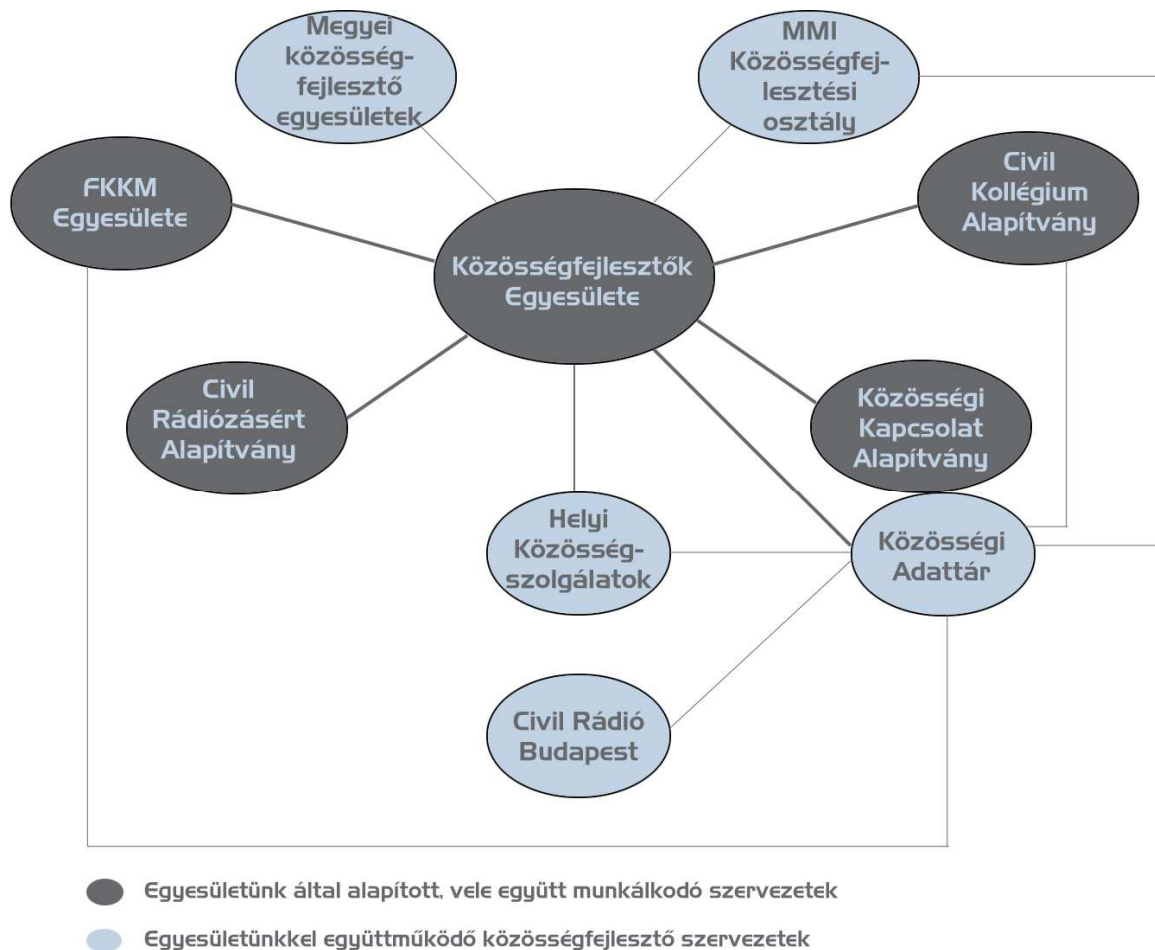 Megyei
közösség-
fejlesztő
egyesületek
MMI
Közösségfej-
lesztési
osztály
FKKM
Egyesülete
Civil
Kollégium
Alapítvány
Közösségfejlesztők
Egyesülete
Civil
Rádiózásért
Alapítvány
Közösségi
Kapcsolat
Alapítvány
Helyi
Közösség-
szolgálatok
Közösségi
Adattár
Civil Rádió
Budapest
Egyesületünk által alapított, vele együtt munkálkodó szervezetek
Egyesületünkkel együttműködő közösségfejlesztő szervezetek